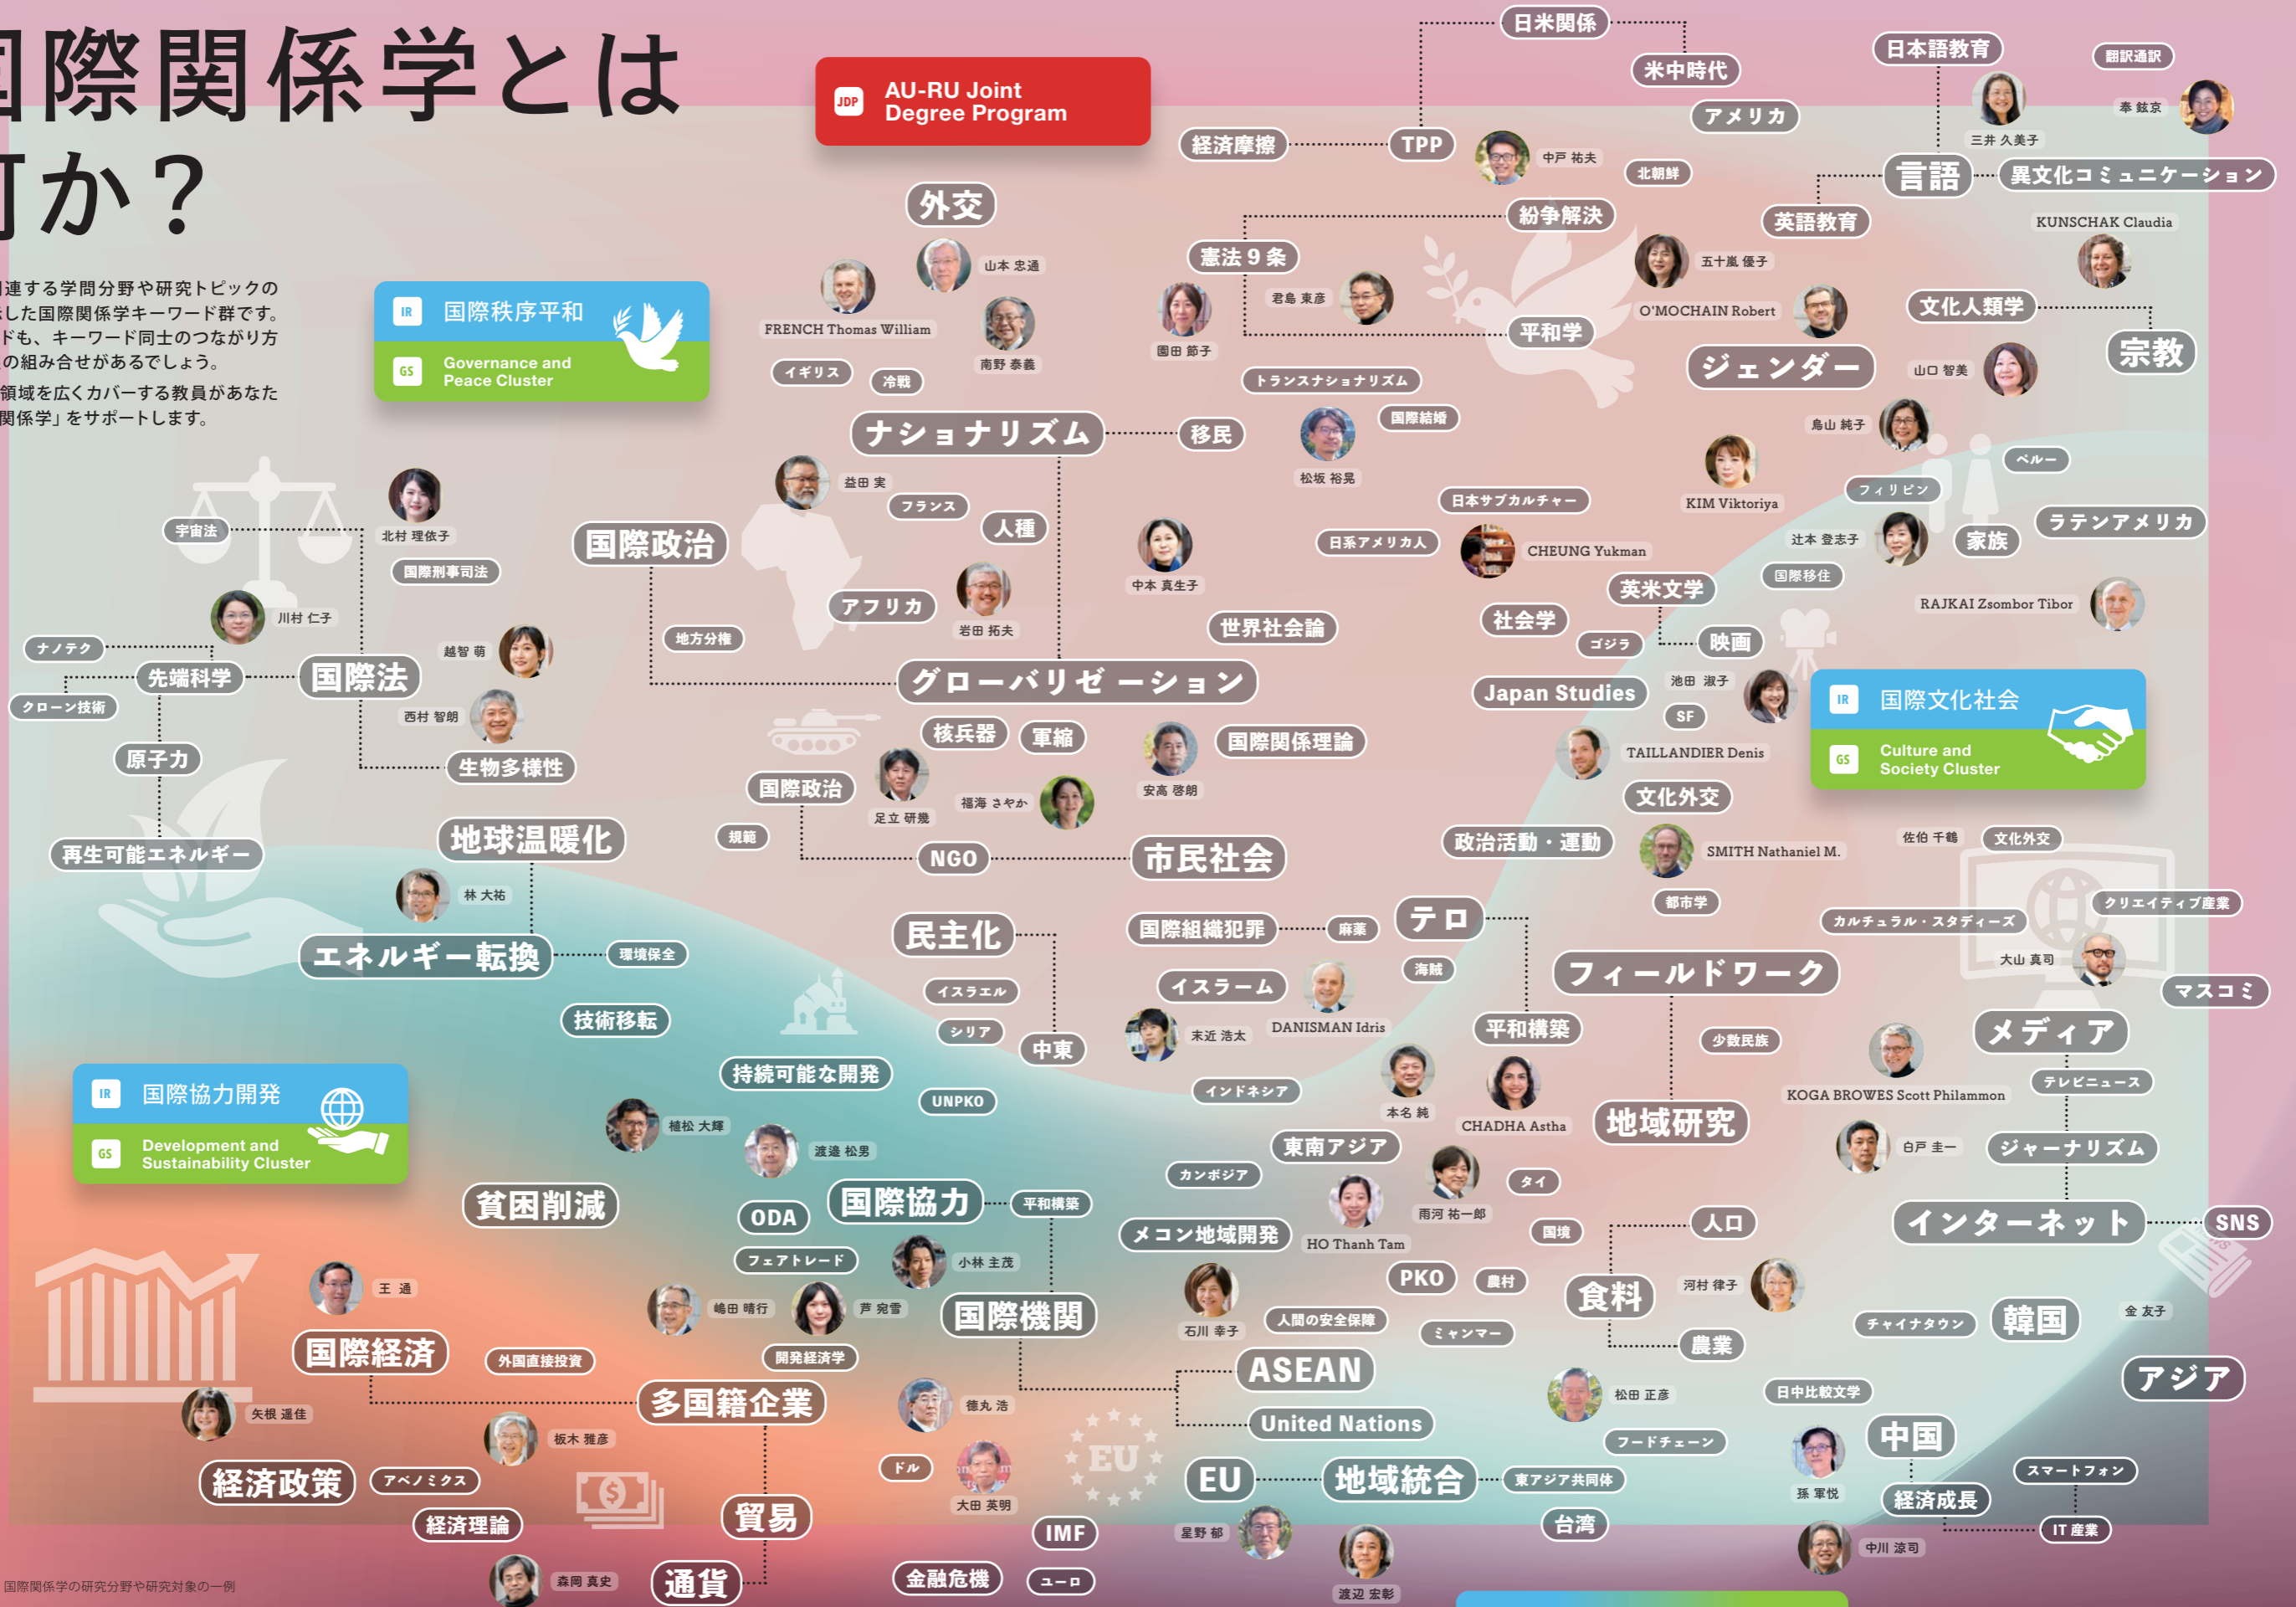 国際関係学とは
何か？
連する学問分野や研究トピックの
した国際関係学キーワード群です。
ドも、キーワード同士のつながり方
の組み合せがあるでしょう。
領域を広くカバーする教員があなた
関係学」をサポートします。
JDP AU-RU Joint
Degree Program
日米関係
米中時代
アメリカ
経済摩擦
TPP
中戸 祐夫
北朝鮮
日本語教育
翻訳通訳
三井 久美子
奉 鉉京
言語
異文化コミュニケーション
英語教育
KUNSCHAK Claudia
外交
山本 忠通
FRENCH Thomas William
南野 泰義
イギリス
冷戦
紛争解決
憲法9条
君島 東彦
園田 節子
平和学
五十嵐 優子
O'MOCHAIN Robert
文化人類学
宗教
ジェンダー
山口 智美
鳥山 純子
IR 国際秩序平和
GS Governance and
Peace Cluster
トランスナショナリズム
国際結婚
ナショナリズム
移民
松坂 裕晃
KIM Viktoriya
ペルー
フィリピン
ラテンアメリカ
辻本 登志子
家族
国際移住
RAJKAI Zsombor Tibor
宇宙法
北村 理依子
国際刑事司法
川村 仁子
ナノテク
先端科学
国際法
越智 萌
クローン技術
西村 智朗
原子力
生物多様性
再生可能エネルギー
益田 実
フランス
国際政治
人種
アフリカ
岩田 拓夫
地方分権
中本 真生子
日本サブカルチャー
日系アメリカ人
CHEUNG Yukman
英米文学
社会学
世界社会論
ゴジラ
映画
グローバリゼーション
Japan Studies
池田 淑子
SF
IR 国際文化社会
GS Culture and
Society Cluster
核兵器
軍縮
国際関係理論
TAILLANDIER Denis
国際政治
足立 研幾
福海 さやか
安高 啓朗
文化外交
規範
NGO
市民社会
政治活動・運動
SMITH Nathaniel M.
佐伯 千鶴
文化外交
都市学
カルチュラル・スタディーズ
クリエイティブ産業
大山 真司
マスコミ
地球温暖化
林 大祐
エネルギー転換
環境保全
技術移転
民主化
国際組織犯罪
麻薬
テロ
イスラエル
イスラーム
海賊
フィールドワーク
シリア
中東
末近 浩太
DANISMAN Idris
平和構築
少数民族
メディア
IR 国際協力開発
GS Development and
Sustainability Cluster
持続可能な開発
UNPKO
インドネシア
本名 純
CHADHA Astha
地域研究
KOGA BROWES Scott Philammon
テレビニュース
植松 大輝
渡邉 松男
東南アジア
白戸 圭一
ジャーナリズム
カンボジア
タイ
貧困削減
ODA
国際協力
平和構築
メコン地域開発
HO Thanh Tam
雨河 祐一郎
国境
人口
インターネット
SNS
フェアトレード
小林 主茂
PKO
農村
食料
河村 律子
王 通
嶋田 晴行
芦 宛雪
国際機関
石川 幸子
人間の安全保障
ミャンマー
農業
チャイナタウン
韓国
金 友子
国際経済
外国直接投資
開発経済学
ASEAN
アジア
多国籍企業
徳丸 浩
United Nations
松田 正彦
日中比較文学
矢根 遥佳
板木 雅彦
EU
フードチェーン
中国
経済政策
アベノミクス
ドル
大田 英明
EU
地域統合
東アジア共同体
孫 軍悦
スマートフォン
経済成長
経済理論
貿易
IMF
星野 郁
台湾
IT産業
中川 涼司
森岡 真史
通貨
金融危機
ユーロ
渡辺 宏彰
国際関係学の研究分野や研究対象の一例